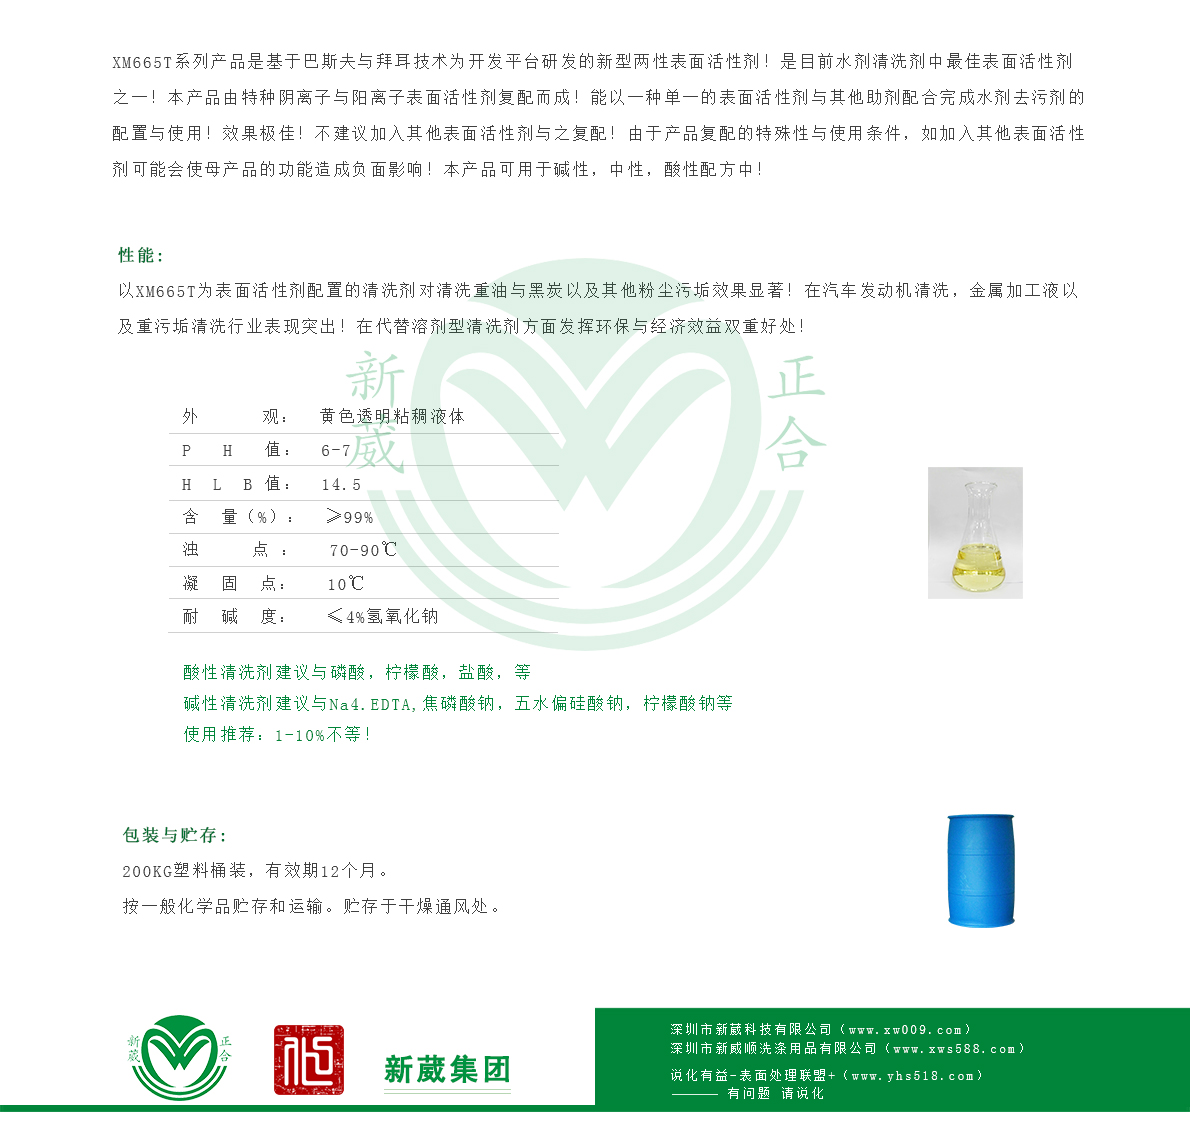 XM665T系列产品是基于巴斯夫与拜耳技术为开发平台研发的新型两性表面活性剂！是目前水剂清洗剂中最佳表面活性剂
之一！本产品由特种阴离子与阳离子表面活性剂复配而成！能以一种单一的表面活性剂与其他助剂配合完成水剂去污剂的
配置与使用！效果极佳！不建议加入其他表面活性剂与之复配！由于产品复配的特殊性与使用条件，如加入其他表面活性
剂可能会使母产品的功能造成负面影响！本产品可用于碱性，中性，酸性配方中！
性能：
以XM665T为表面活性剂配置的清洗剂对清洗重油与黑炭以及其他粉尘污垢效果显著！在汽车发动机清洗，金属加工液以
及重污垢清洗行业表现突出！在代替溶剂型清洗剂方面发挥环保与经济效益双重好处！
新葳
正合
外 观： 黄色透明粘稠液体
P H 值： 6-7
H L B 值： 14.5
含 量（%）： ≥99%
浊 点 ： 70-90℃
凝 固 点： 10℃
耐 碱 度： ≤4%氢氧化钠
酸性清洗剂建议与磷酸，柠檬酸，盐酸，等
碱性清洗剂建议与Na4.EDTA,焦磷酸钠，五水偏硅酸钠，柠檬酸钠等
使用推荐：1-10%不等！
包装与贮存：
200KG塑料桶装，有效期12个月。
按一般化学品贮存和运输。贮存于干燥通风处。
新葳
正合
新葳集团
深圳市新葳科技有限公司（www.xw009.com）
深圳市新威顺洗涤用品有限公司（www.xws588.com）
说化有益-表面处理联盟+（www.yhs518.com）
——— 有问题 请说化